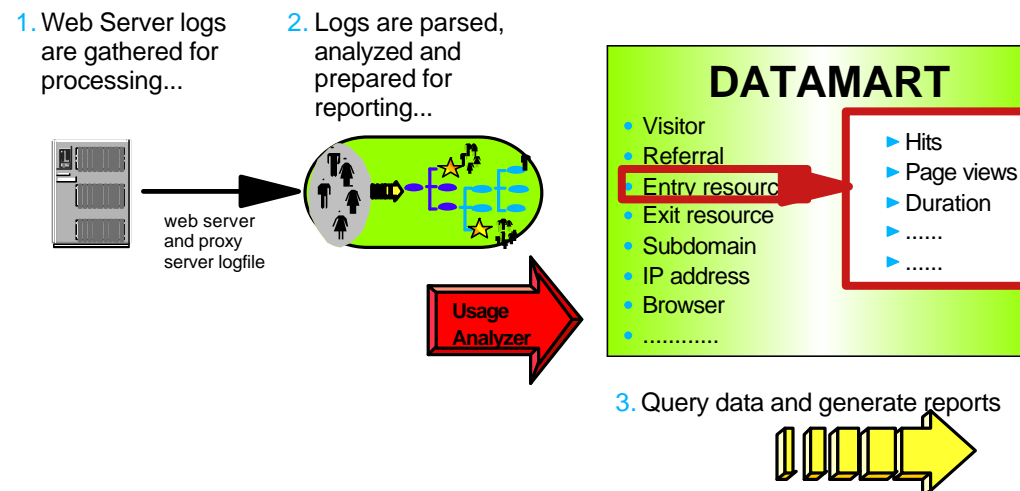 1. Web Server logs
are gathered for
processing...
2. Logs are parsed,
analyzed and
prepared for
reporting...
web server
and proxy
server logfile
Usage
Analyzer
DATAMART
• Visitor
• Referral
• Entry resourc
• Exit resource
• Subdomain
• IP address
• Browser
• ............
► Hits
► Page views
► Duration
► ......
► ......
3. Query data and generate reports